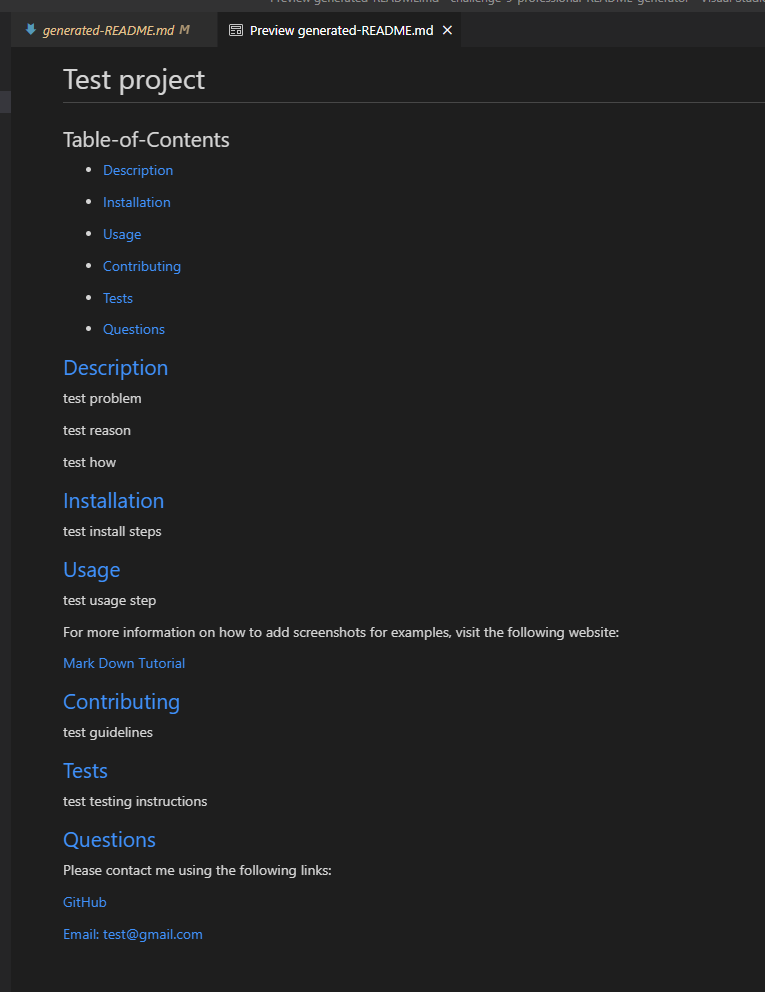 Preview generated-README.md - challenge-9-professional-README-generator - Visual Studio
generated-README.md M
Preview generated-README.md
Test project
Table-of-Contents
• Description
• Installation
• Usage
• Contributing
• Tests
• Questions
Description
test problem
test reason
test how
Installation
test install steps
Usage
test usage step
For more information on how to add screenshots for examples, visit the following website:
Mark Down Tutorial
Contributing
test guidelines
Tests
test testing instructions
Questions
Please contact me using the following links:
GitHub
Email: test@gmail.com